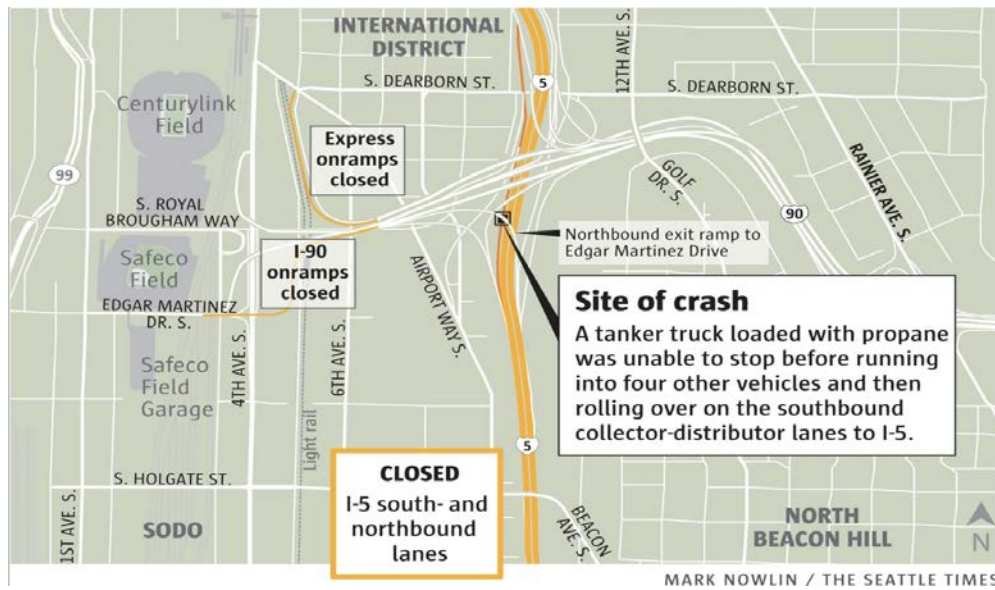 INTERNATIONAL
DISTRICT
S. DEARBORN ST.
5
12TH AVE. S.
S. DEARBORN ST.
Centurylink
Field
Express
onramps
closed
99
RAINIER AVE. S.
GOLF
DR. S.
S. ROYAL
BROUGHAM WAY
90
Northbound exit ramp to
Edgar Martinez Drive
Safeco
Field
I-90
onramps
closed
AIRPORT WAY S.
EDGAR MARTINEZ
DR. S.
Site of crash
A tanker truck loaded with propane
was unable to stop before running
into four other vehicles and then
rolling over on the southbound
collector-distributor lanes to I-5.
Safeco
Field
Garage
4TH AVE. S.
6TH AVE. S.
Light rail
5
S. HOLGATE ST.
CLOSED
I-5 south- and
northbound
lanes
1ST AVE. S.
SODO
BEACON
AVE. S.
NORTH
BEACON HILL
N
MARK NOWLIN / THE SEATTLE TIMES